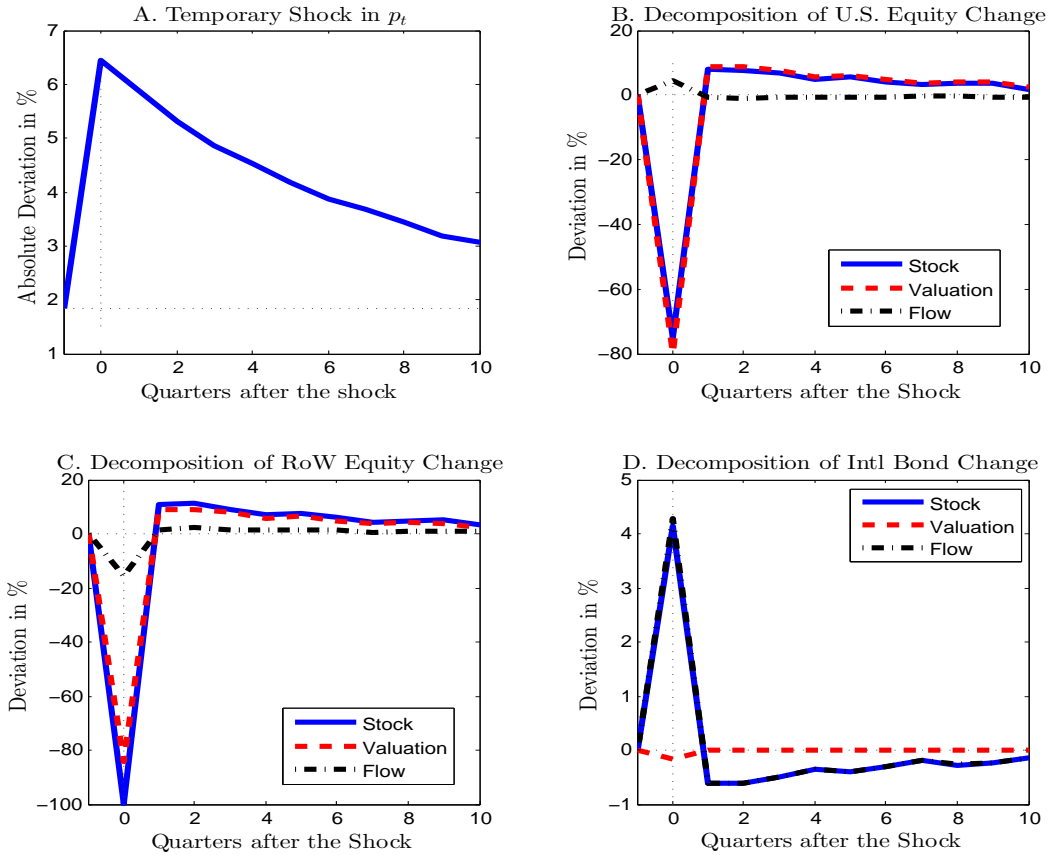 A. Temporary Shock in p_t
7
6
5
4
3
2
1
Absolute Deviation in %
0 2 4 6 8 10
Quarters after the shock
B. Decomposition of U.S. Equity Change
20
0
−20
−40
−60
−80
Deviation in %
Stock
Valuation
Flow
0 2 4 6 8 10
Quarters after the Shock
C. Decomposition of RoW Equity Change
20
0
−20
−40
−60
−80
−100
Deviation in %
Stock
Valuation
Flow
0 2 4 6 8 10
Quarters after the Shock
D. Decomposition of Intl Bond Change
5
4
3
2
1
0
−1
Deviation in %
Stock
Valuation
Flow
0 2 4 6 8 10
Quarters after the Shock